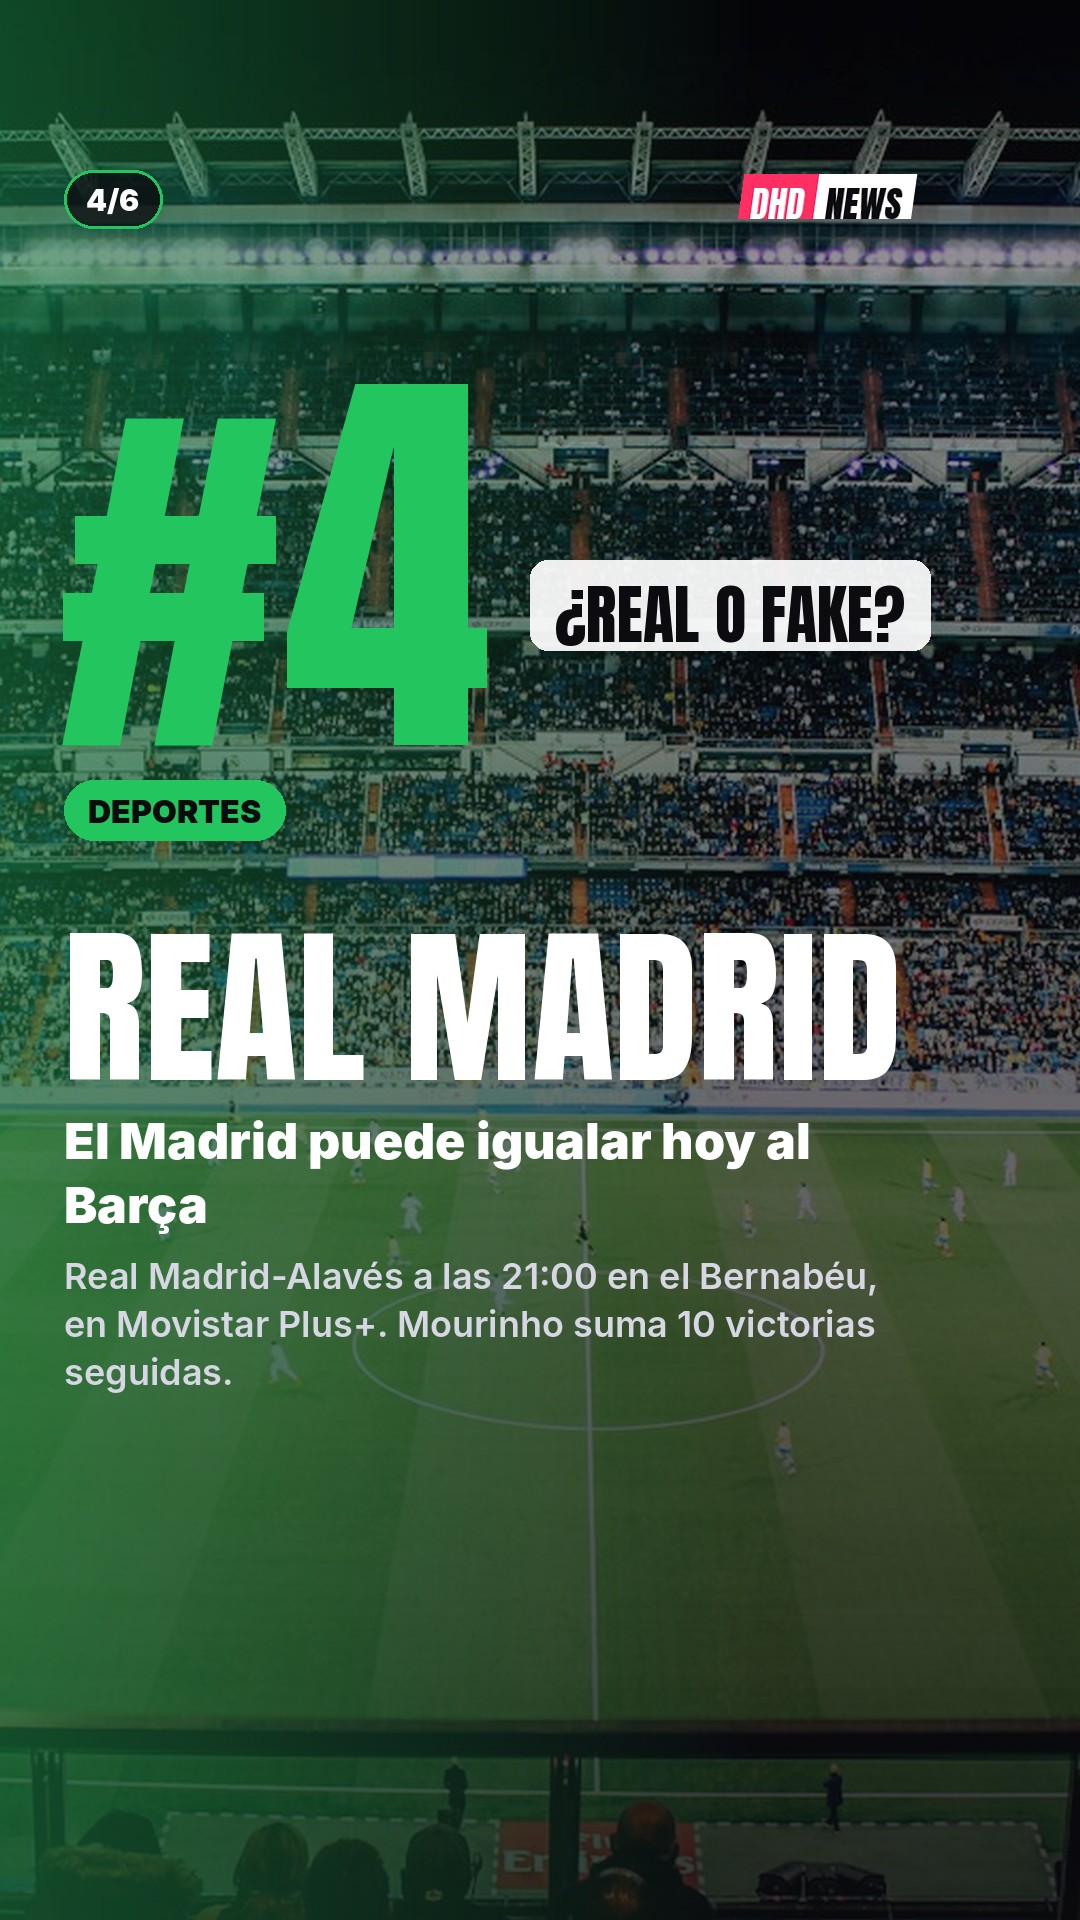 4/6
DHD NEWS
#4
¿REAL O FAKE?
DEPORTES
REAL MADRID
El Madrid puede igualar hoy al
Barça
Real Madrid-Alavés a las 21:00 en el Bernabéu,
en Movistar Plus+. Mourinho suma 10 victorias
seguidas.